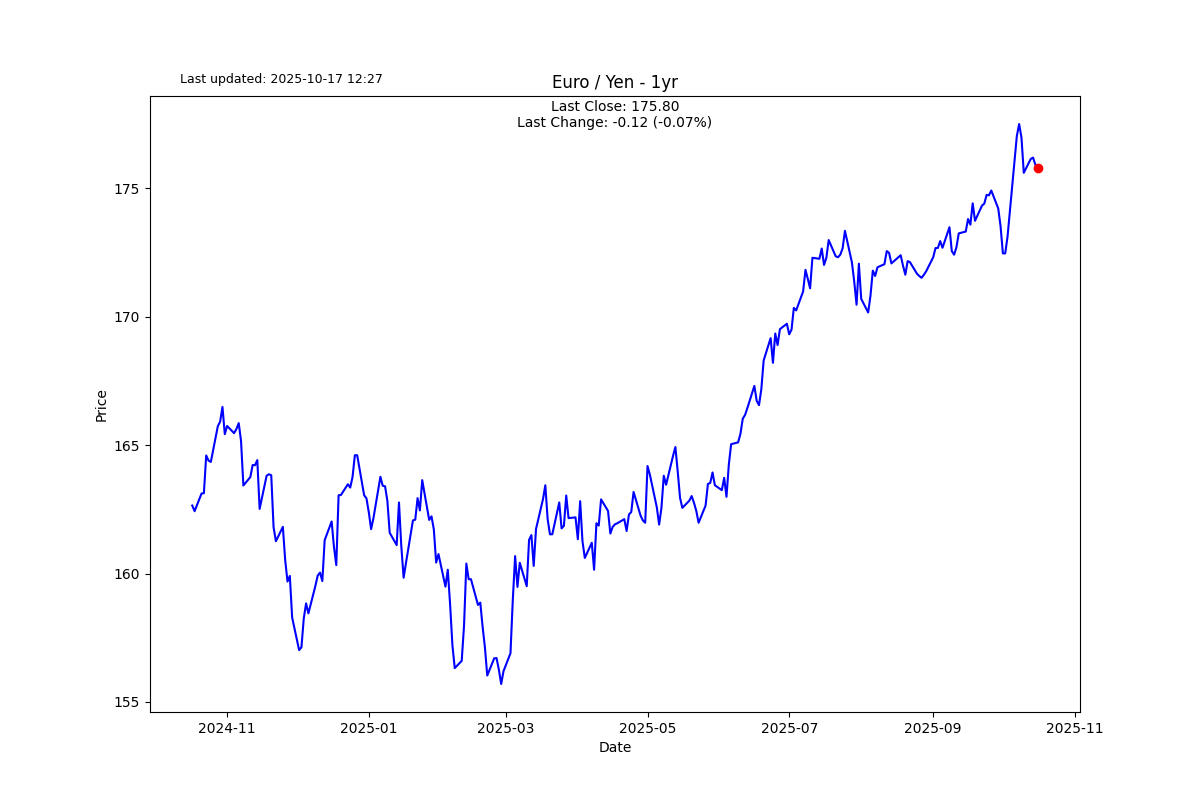 Last updated: 2025-10-17 12:27
Euro / Yen - 1yr
Last Close: 175.80
Last Change: -0.12 (-0.07%)
175
170
165
160
155
Price
2024-11
2025-01
2025-03
2025-05
2025-07
2025-09
2025-11
Date